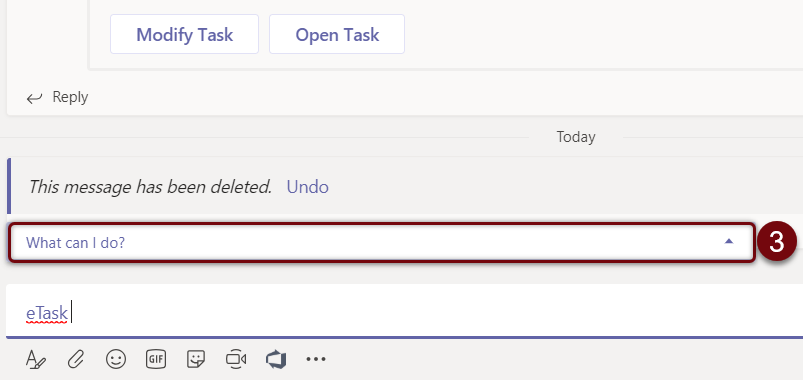 Modify Task Open Task
Reply
Today
This message has been deleted. Undo
What can I do?
3
eTask
GIF